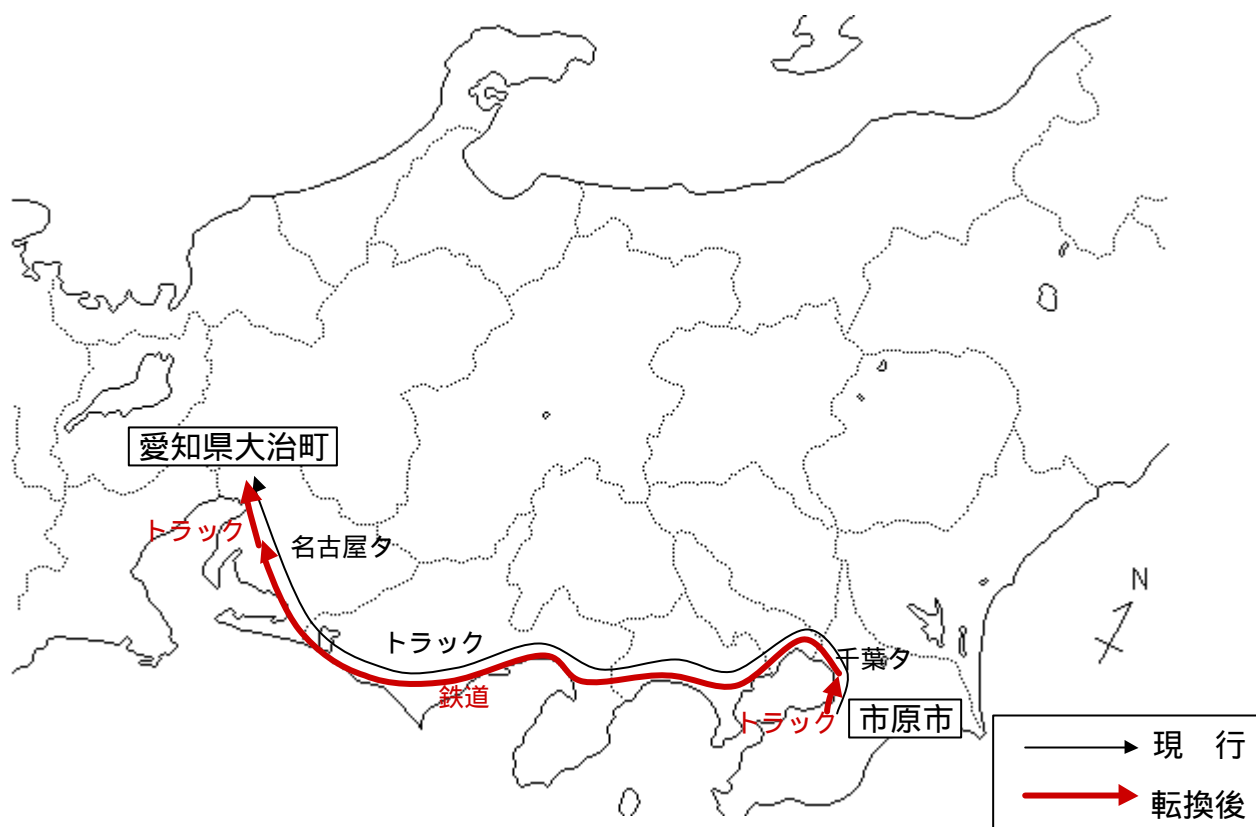 愛知県大治町
トラック
名古屋タ
トラック
鉄道
千葉タ
トラック
市原市
N
現　行
転換後